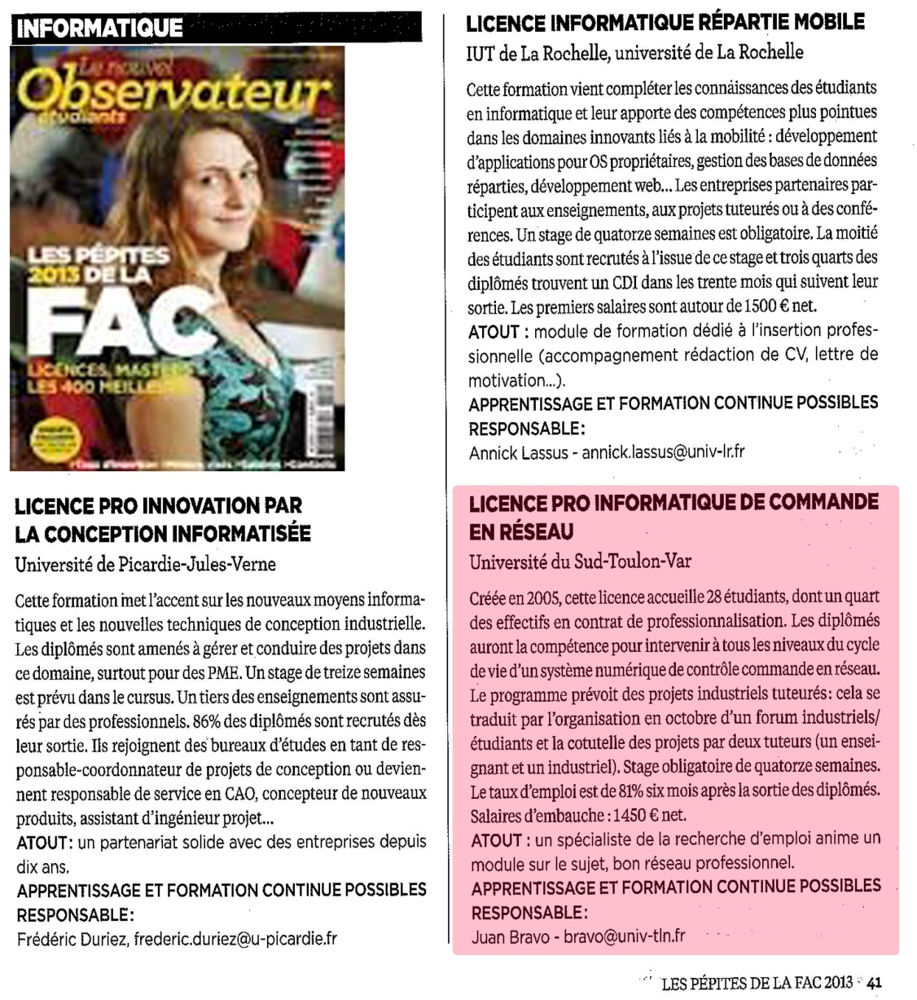 INFORMATIQUE
Le nouvel
Observateur
étudiants
LES PÉPITES
2013 DE LA
FAC
LICENCES, MASTERS
LES 400 MEILLEURS
LICENCE PRO INNOVATION PAR
LA CONCEPTION INFORMATISÉE
Université de Picardie-Jules-Verne
Cette formation met l'accent sur les nouveaux moyens informa-
tiques et les nouvelles techniques de conception industrielle.
Les diplômés sont amenés à gérer et conduire des projets dans
ce domaine, surtout pour des PME. Un stage de treize semaines
est prévu dans le cursus. Un tiers des enseignements sont assu-
rés par des professionnels. 86% des diplômés sont recrutés dès
leur sortie. Ils rejoignent des bureaux d'études en tant de res-
ponsable-coordonnateur de projets de conception ou devien-
nent responsable de service en CAO, concepteur de nouveaux
produits, assistant d'ingénieur projet...
ATOUT : un partenariat solide avec des entreprises depuis
dix ans.
APPRENTISSAGE ET FORMATION CONTINUE POSSIBLES
RESPONSABLE :
Frédéric Duriez, frederic.duriez@u-picardie.fr
LICENCE INFORMATIQUE RÉPARTIE MOBILE
IUT de La Rochelle, université de La Rochelle
Cette formation vient compléter les connaissances des étudiants
en informatique et leur apporte des compétences plus pointues
dans les domaines innovants liés à la mobilité : développement
d'applications pour OS propriétaires, gestion des bases de données
réparties, développement web... Les entreprises partenaires par-
ticipent aux enseignements, aux projets tuteurés ou à des confé-
rences. Un stage de quatorze semaines est obligatoire. La moitié
des étudiants sont recrutés à l'issue de ce stage et trois quarts des
diplômés trouvent un CDI dans les trente mois qui suivent leur
sortie. Les premiers salaires sont autour de 1500 € net.
ATOUT : module de formation dédié à l'insertion profes-
sionnelle (accompagnement rédaction de CV, lettre de
motivation...).
APPRENTISSAGE ET FORMATION CONTINUE POSSIBLES
RESPONSABLE :
Annick Lassus - annick.lassus@univ-lr.fr
LICENCE PRO INFORMATIQUE DE COMMANDE
EN RÉSEAU
Université du Sud-Toulon-Var
Créée en 2005, cette licence accueille 28 étudiants, dont un quart
des effectifs en contrat de professionnalisation. Les diplômés
auront la compétence pour intervenir à tous les niveaux du cycle
de vie d'un système numérique de contrôle commande en réseau.
Le programme prévoit des projets industriels tuteurés : cela se
traduit par l'organisation en octobre d'un forum industriels/
étudiants et la cotutelle des projets par deux tuteurs (un ensei-
gnant et un industriel). Stage obligatoire de quatorze semaines.
Le taux d'emploi est de 81% six mois après la sortie des diplômés.
Salaires d'embauche : 1450 € net.
ATOUT : un spécialiste de la recherche d'emploi anime un
module sur le sujet, bon réseau professionnel.
APPRENTISSAGE ET FORMATION CONTINUE POSSIBLES
RESPONSABLE :
Juan Bravo - bravo@univ-tln.fr
LES PÉPITES DE LA FAC 2013 41